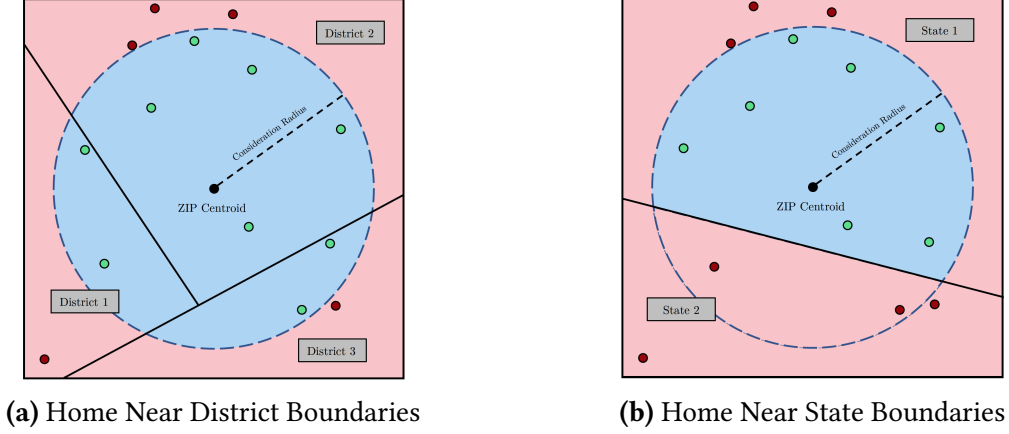 District 2
Consideration Radius
ZIP Centroid
District 1
District 3
(a) Home Near District Boundaries
State 1
Consideration Radius
ZIP Centroid
State 2
(b) Home Near State Boundaries